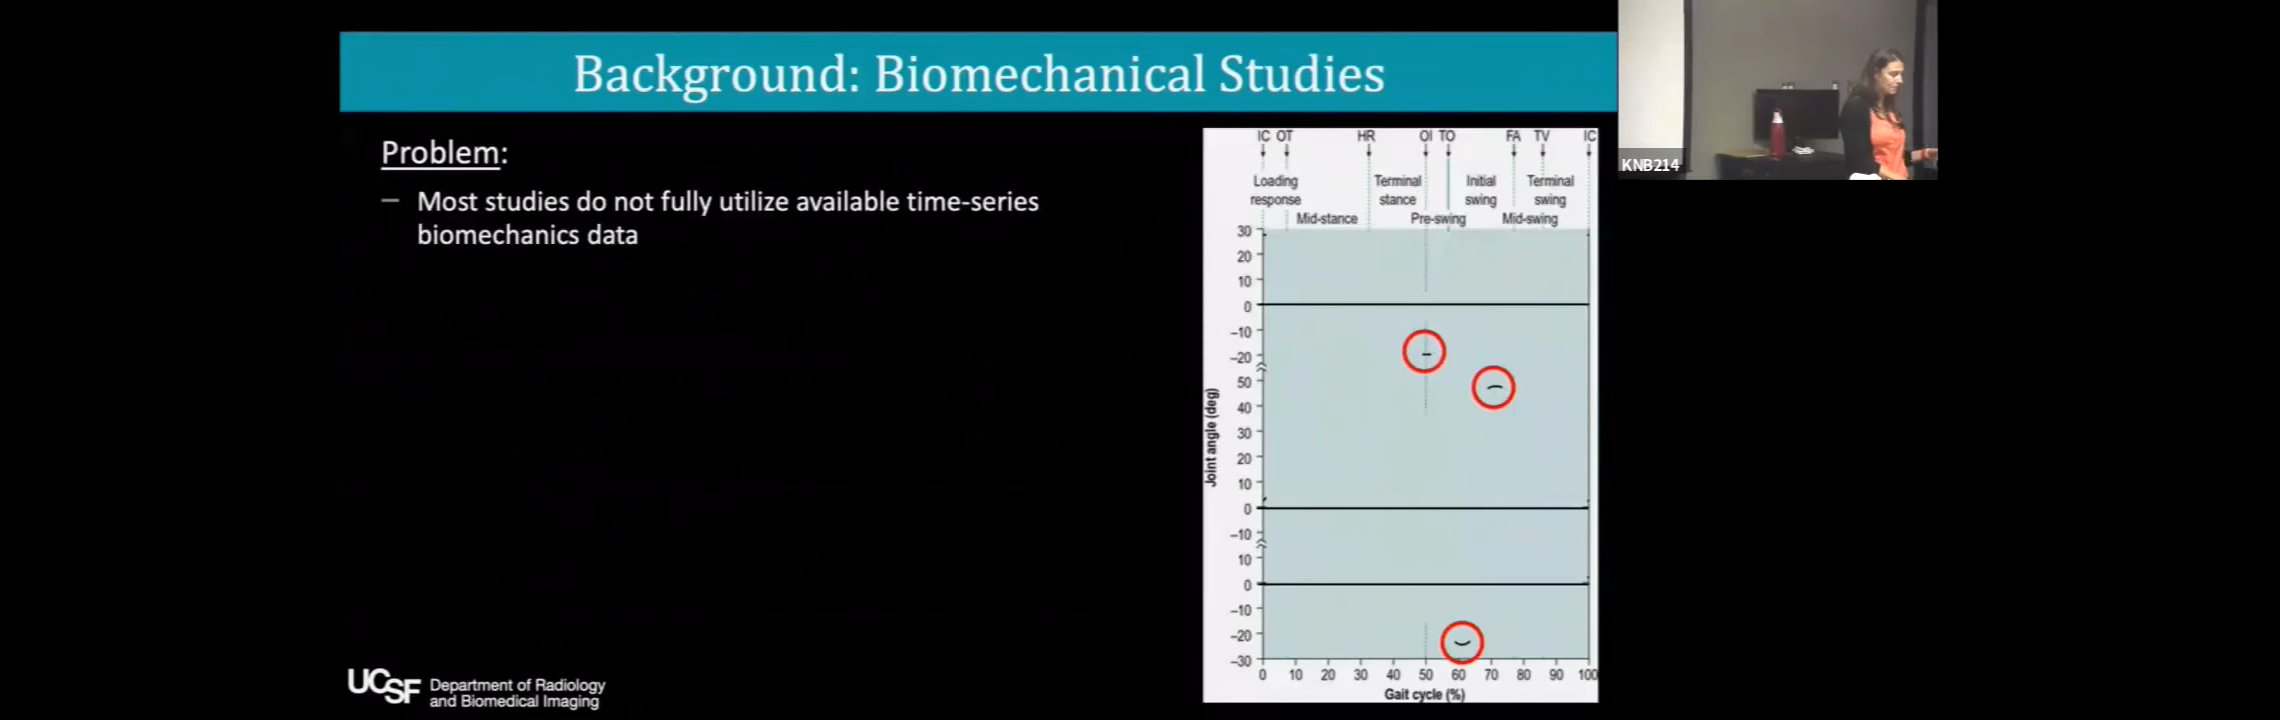 Background: Biomechanical Studies
Problem:
– Most studies do not fully utilize available time-series
biomechanics data
IC OT HR OI TO FA TV IC
Loading
response
Mid-stance
Terminal
stance
Pre-swing
Initial
swing
Mid-swing
Terminal
swing
30
20
10
0
–10
–20
50
40
30
20
10
0
–10
10
0
–10
–20
–30
Joint angle (deg)
0 10 20 30 40 50 60 70 80 90 100
Gait cycle (%)
UCSF Department of Radiology
and Biomedical Imaging
KNB214